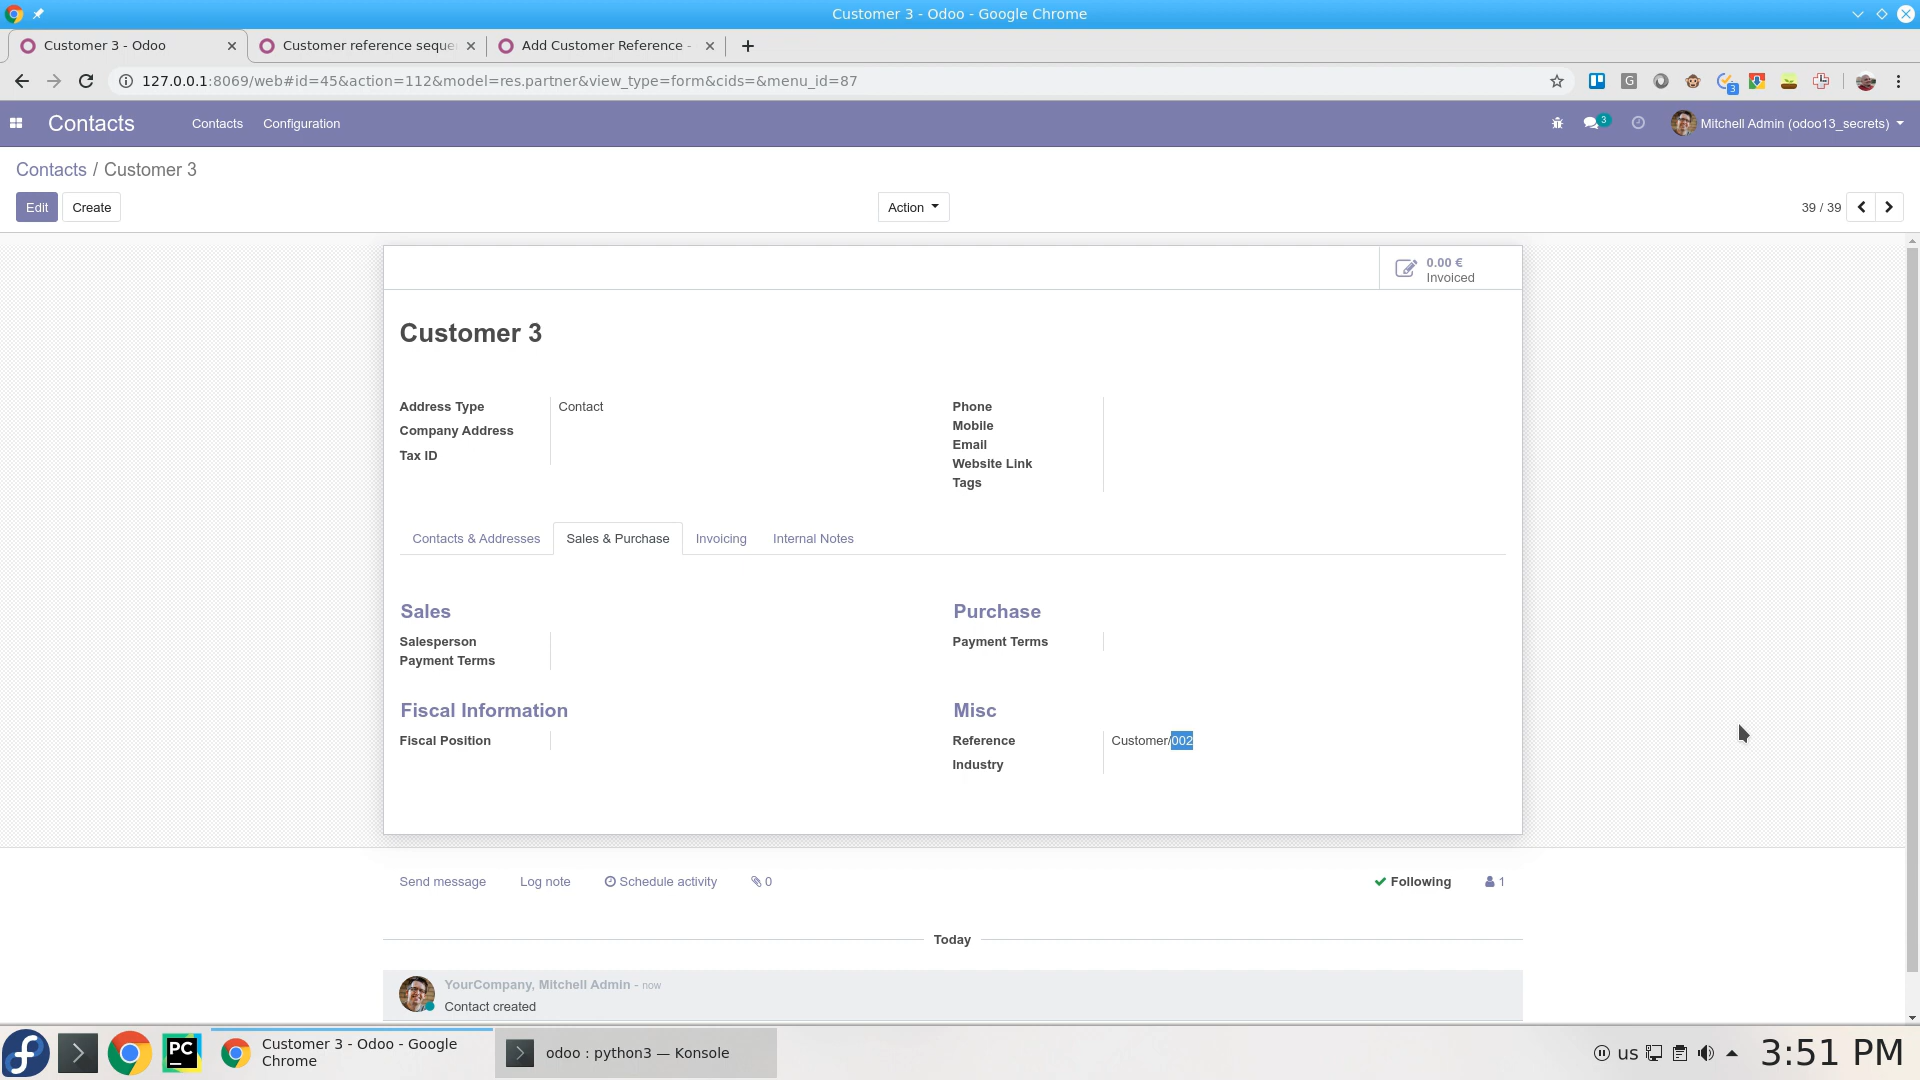 Customer 3 - Odoo - Google Chrome
Customer 3 - Odoo
Customer reference seque
Add Customer Reference -
127.0.0.1:8069/web#id=45&action=112&model=res.partner&view_type=form&cids=&menu_id=87
G
3
Contacts
Contacts
Configuration
3
Mitchell Admin (odoo13_secrets)
Contacts / Customer 3
Edit
Create
Action
39 / 39
0.00 €
Invoiced
Customer 3
Address Type
Contact
Company Address
Tax ID
Phone
Mobile
Email
Website Link
Tags
Contacts & Addresses
Sales & Purchase
Invoicing
Internal Notes
Sales
Salesperson
Payment Terms
Purchase
Payment Terms
Fiscal Information
Fiscal Position
Misc
Reference
Customer/002
Industry
Send message
Log note
Schedule activity
0
Following
1
Today
YourCompany, Mitchell Admin - now
Contact created
PC
Customer 3 - Odoo - Google
Chrome
odoo : python3 — Konsole
us
3:51 PM